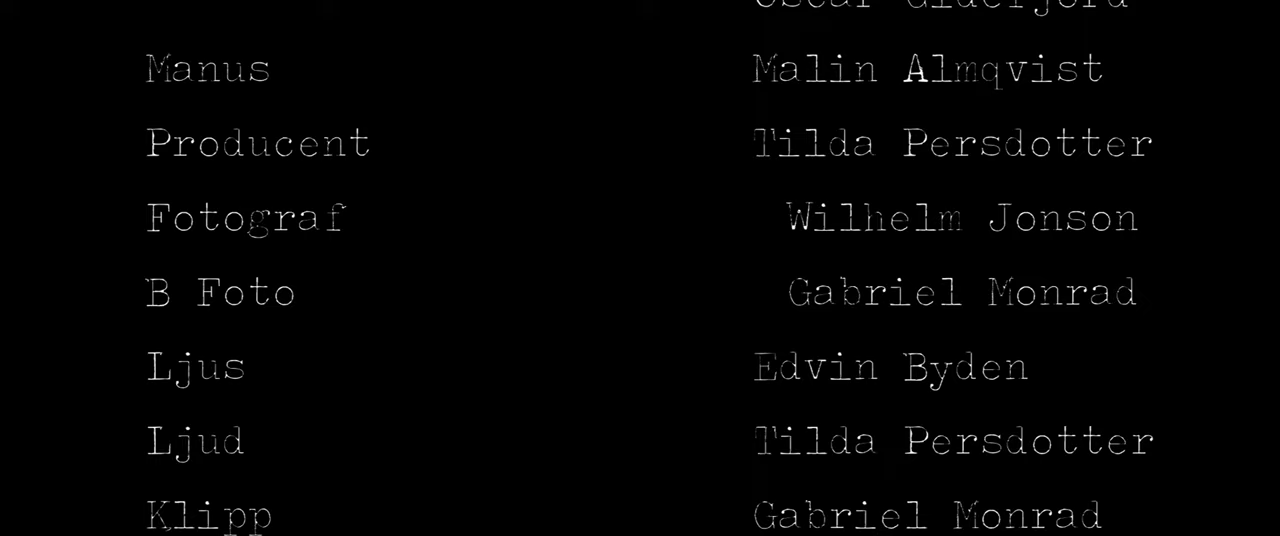 Manus Malin Almqvist
Producent Tilda Persdotter
Fotograf Wilhelm Jonson
B Foto Gabriel Monrad
Ljus Edvin Byden
Ljud Tilda Persdotter
Klipp Gabriel Monrad